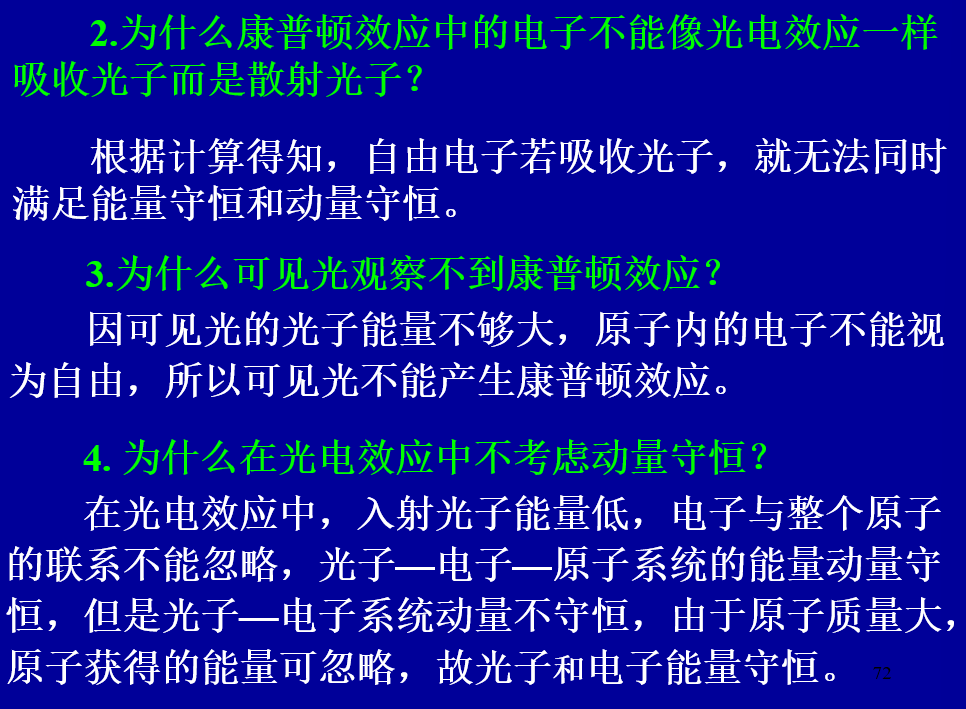 2.为什么康普顿效应中的电子不能像光电效应一样
吸收光子而是散射光子?
根据计算得知，自由电子若吸收光子，就无法同时
满足能量守恒和动量守恒。
3.为什么可见光观察不到康普顿效应?
因可见光的光子能量不够大，原子内的电子不能视
为自由，所以可见光不能产生康普顿效应。
4. 为什么在光电效应中不考虑动量守恒?
在光电效应中，入射光子能量低，电子与整个原子
的联系不能忽略，光子—电子—原子系统的能量动量守
恒，但是光子—电子系统动量不守恒，由于原子质量大，
原子获得的能量可忽略，故光子和电子能量守恒。
72